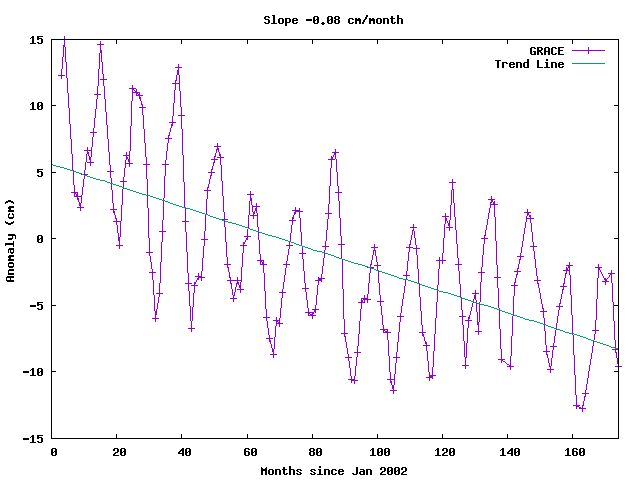 Slope -0.08 cm/month
GRACE
Trend Line
15
10
5
0
-5
-10
-15
Anomaly (cm)
0 20 40 60 80 100 120 140 160
Months since Jan 2002